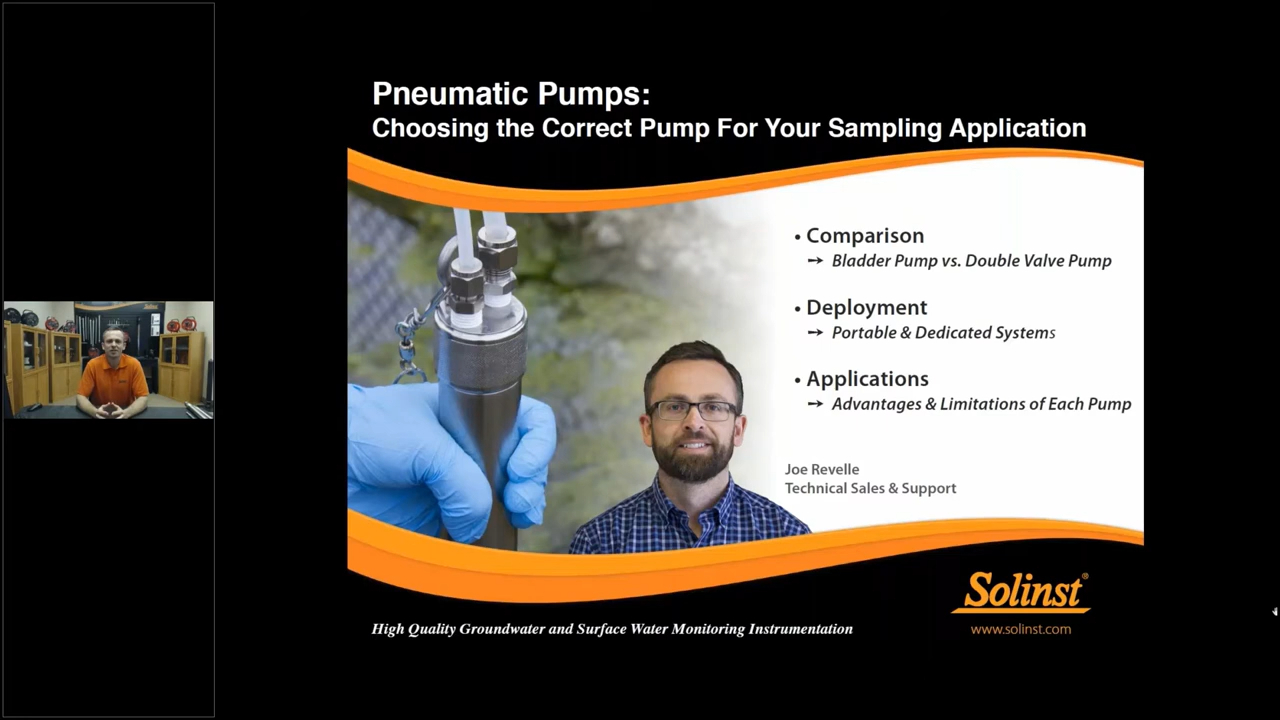 Pneumatic Pumps:
Choosing the Correct Pump For Your Sampling Application
• Comparison
➙ Bladder Pump vs. Double Valve Pump
• Deployment
➙ Portable & Dedicated Systems
• Applications
➙ Advantages & Limitations of Each Pump
Joe Revelle
Technical Sales & Support
Solinst®
www.solinst.com
High Quality Groundwater and Surface Water Monitoring Instrumentation
Solinst